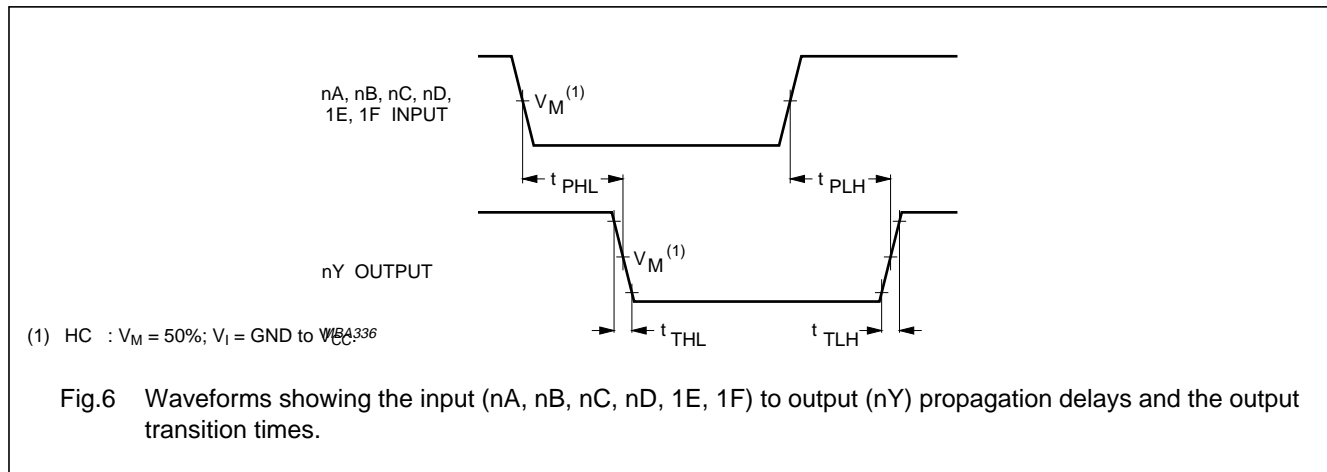 nA, nB, nC, nD,
1E, 1F INPUT
VM(1)
tPHL
tPLH
nY OUTPUT
VM(1)
tTHL
tTLH
(1) HC : VM = 50%; VI = GND to VCC.
MBA336
Fig.6 Waveforms showing the input (nA, nB, nC, nD, 1E, 1F) to output (nY) propagation delays and the output
transition times.